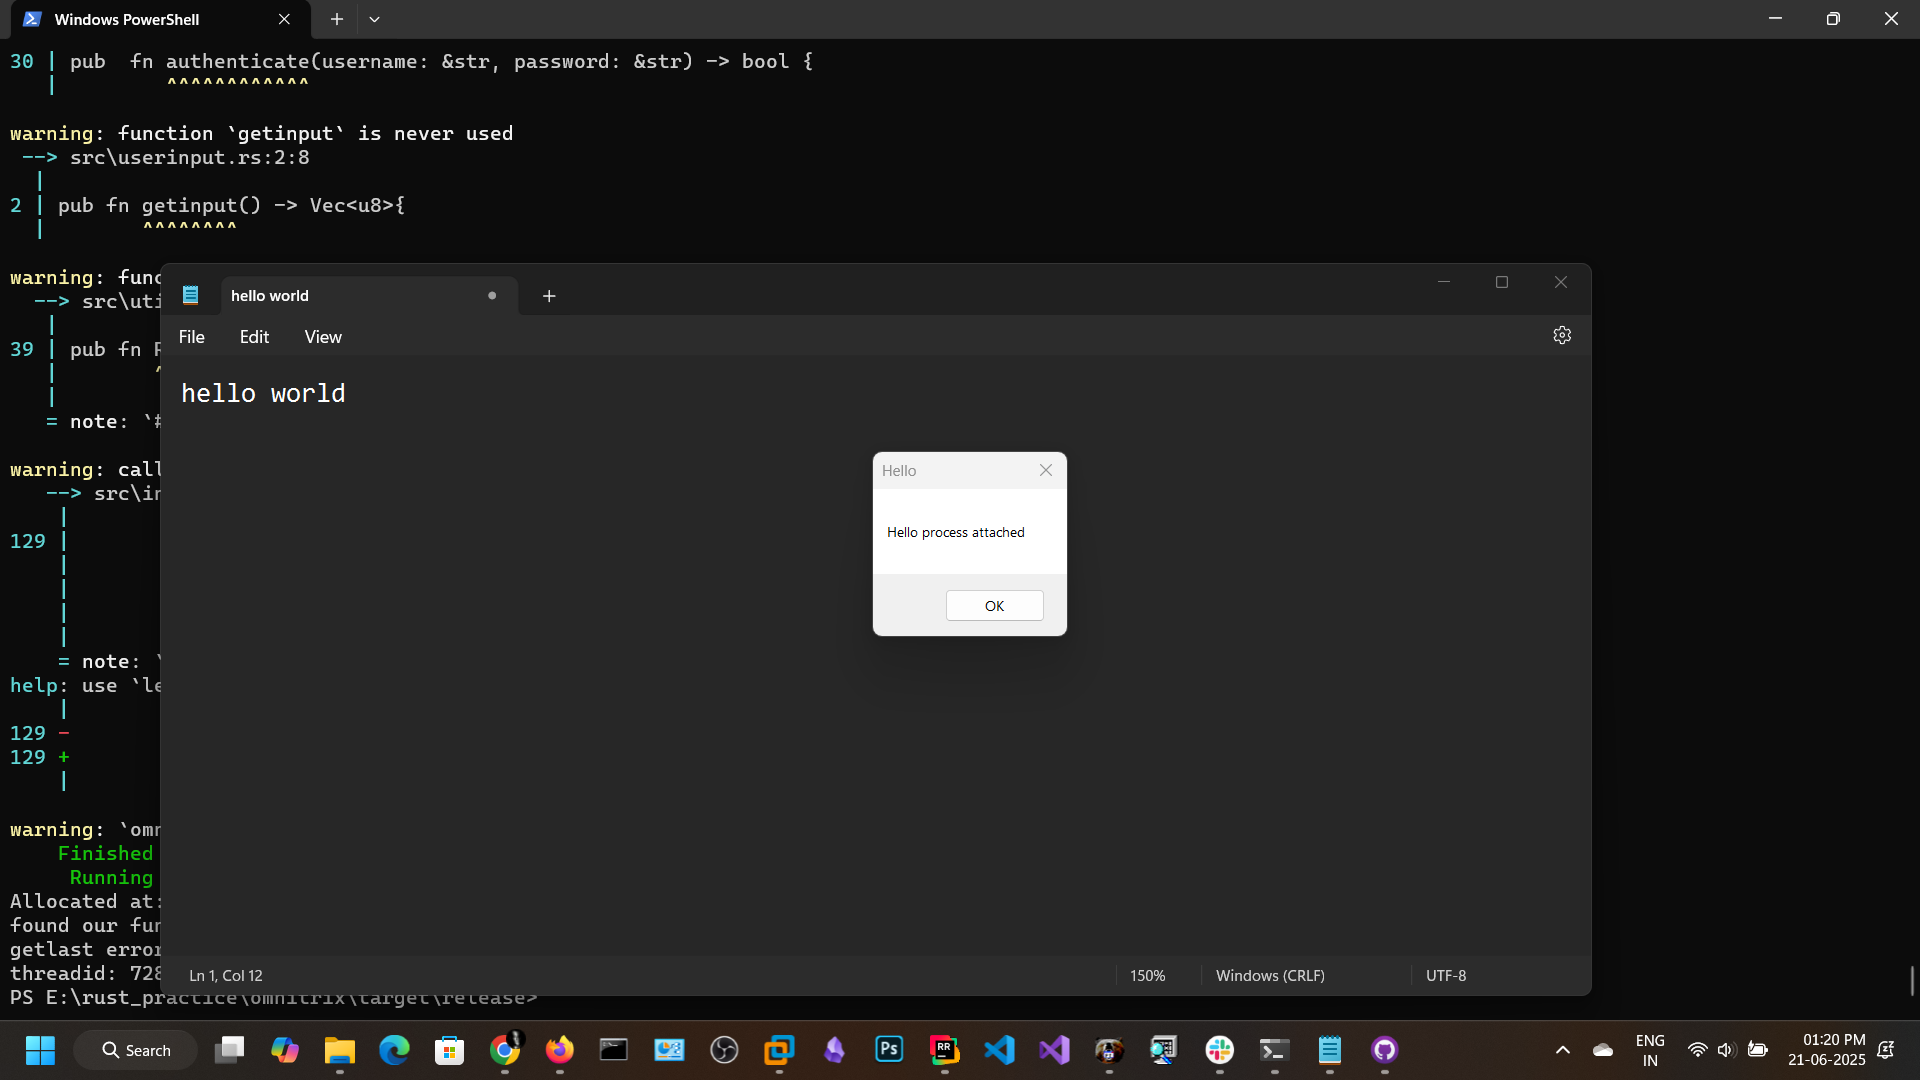 Windows PowerShell
30 | pub  fn authenticate(username: &str, password: &str) -> bool {
   |         ^^^^^^^^^^^^
warning: function `getinput` is never used
 --> src\userinput.rs:2:8
  |
2 | pub fn getinput() -> Vec<u8>{
  |        ^^^^^^^^
warning: func
  --> src\uti
   |
39 | pub fn R
   |        ^
   |
   = note: `#
warning: call
   --> src\in
    |
129 |
    |
    |
    |
    |
    = note: `
help: use `le
    |
129 -
129 +
    |
warning: `omn
    Finished
     Running
Allocated at:
found our fun
getlast error
threadid: 728
PS E:\rust_practice\omnitrix\target\release>
hello world
File Edit View
hello world
Hello
Hello process attached
OK
Ln 1, Col 12
150%
Windows (CRLF)
UTF-8
Search
Ps
RR
ENG
IN
01:20 PM
21-06-2025